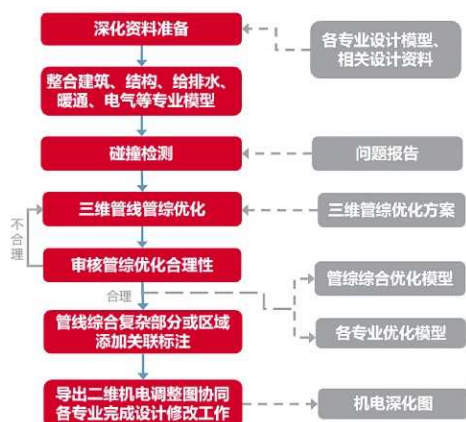 深化资料准备
各专业设计模型、
相关设计资料
整合建筑、结构、给排水、
暖通、电气等专业模型
碰撞检测
问题报告
三维管线管综优化
三维管综优化方案
不合理
审核管综优化合理性
合理
管综综合优化模型
管线综合复杂部分或区域
添加关联标注
各专业优化模型
导出二维机电调整图协同
各专业完成设计修改工作
机电深化图